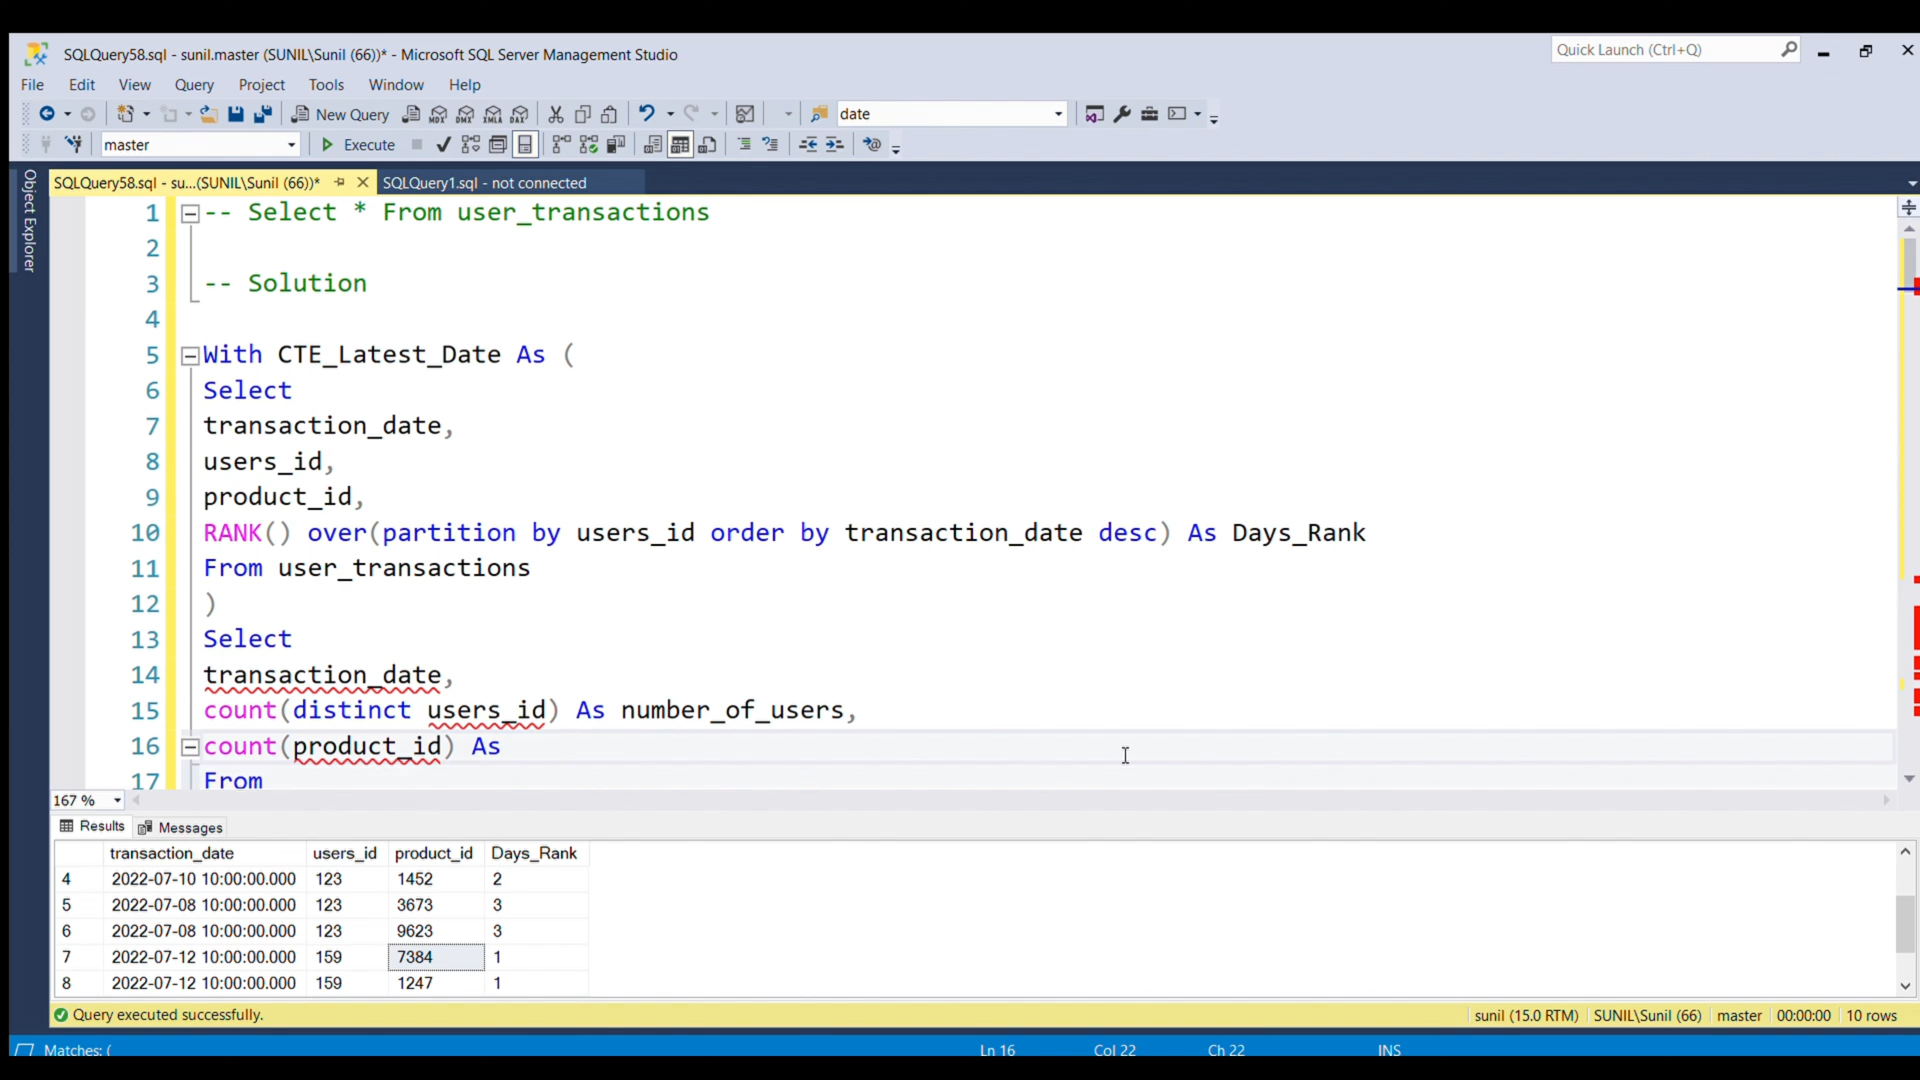 SQLQuery58.sql - sunil.master (SUNIL\Sunil (66))* - Microsoft SQL Server Management Studio
Quick Launch (Ctrl+Q)
File Edit View Query Project Tools Window Help
New Query MDX DMX XMLA DAX date
master Execute
Object Explorer
SQLQuery58.sql - su...(SUNIL\Sunil (66))* SQLQuery1.sql - not connected
1 -- Select * From user_transactions
2
3 -- Solution
4
5 With CTE_Latest_Date As (
6 Select
7 transaction_date,
8 users_id,
9 product_id,
10 RANK() over(partition by users_id order by transaction_date desc) As Days_Rank
11 From user_transactions
12 )
13 Select
14 transaction_date,
15 count(distinct users_id) As number_of_users,
16 count(product_id) As
17 From
167 %
Results Messages
transaction_date users_id product_id Days_Rank
4 2022-07-10 10:00:00.000 123 1452 2
5 2022-07-08 10:00:00.000 123 3673 3
6 2022-07-08 10:00:00.000 123 9623 3
7 2022-07-12 10:00:00.000 159 7384 1
8 2022-07-12 10:00:00.000 159 1247 1
Query executed successfully. sunil (15.0 RTM) SUNIL\Sunil (66) master 00:00:00 10 rows
Matches: ( Ln 16 Col 22 Ch 22 INS